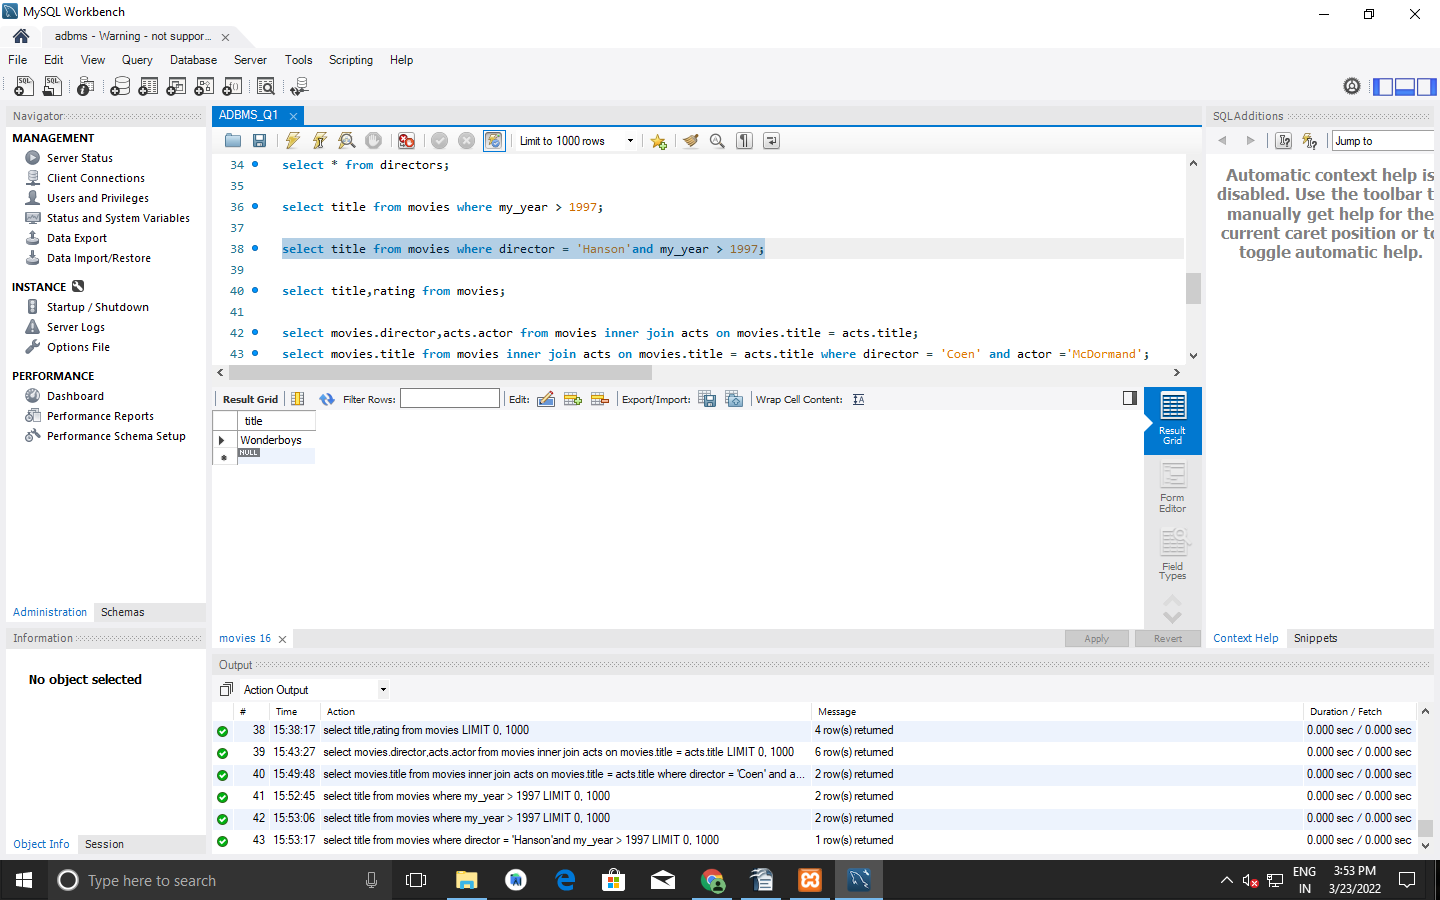 MySQL Workbench
adbms - Warning - not suppor...
File Edit View Query Database Server Tools Scripting Help
Navigator
MANAGEMENT
Server Status
Client Connections
Users and Privileges
Status and System Variables
Data Export
Data Import/Restore
INSTANCE
Startup / Shutdown
Server Logs
Options File
PERFORMANCE
Dashboard
Performance Reports
Performance Schema Setup
Administration Schemas
Information
No object selected
Object Info Session
ADBMS_Q1
Limit to 1000 rows
34 select * from directors;
35
36 select title from movies where my_year > 1997;
37
38 select title from movies where director = 'Hanson'and my_year > 1997;
39
40 select title,rating from movies;
41
42 select movies.director,acts.actor from movies inner join acts on movies.title = acts.title;
43 select movies.title from movies inner join acts on movies.title = acts.title where director = 'Coen' and actor ='McDormand';
Result Grid Filter Rows: Edit: Export/Import: Wrap Cell Content:
title
Wonderboys
NULL
Result
Grid
Form
Editor
Field
Types
movies 16
Apply Revert
SQLAdditions
Jump to
Automatic context help is
disabled. Use the toolbar t
manually get help for the
current caret position or to
toggle automatic help.
Context Help Snippets
Output
Action Output
# Time Action Message Duration / Fetch
38 15:38:17 select title,rating from movies LIMIT 0, 1000 4 row(s) returned 0.000 sec / 0.000 sec
39 15:43:27 select movies.director,acts.actor from movies inner join acts on movies.title = acts.title LIMIT 0, 1000 6 row(s) returned 0.000 sec / 0.000 sec
40 15:49:48 select movies.title from movies inner join acts on movies.title = acts.title where director = 'Coen' and a... 2 row(s) returned 0.000 sec / 0.000 sec
41 15:52:45 select title from movies where my_year > 1997 LIMIT 0, 1000 2 row(s) returned 0.000 sec / 0.000 sec
42 15:53:06 select title from movies where my_year > 1997 LIMIT 0, 1000 2 row(s) returned 0.000 sec / 0.000 sec
43 15:53:17 select title from movies where director = 'Hanson'and my_year > 1997 LIMIT 0, 1000 1 row(s) returned 0.000 sec / 0.000 sec
Type here to search
ENG
IN
3:53 PM
3/23/2022